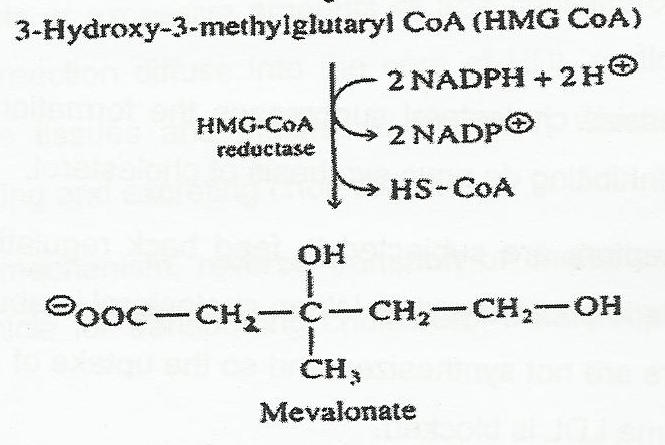 3-Hydroxy-3-methylglutaryl CoA (HMG CoA)
2 NADPH + 2H⊕
HMG-CoA
reductase
2 NADP⊕
HS-CoA
OH
⊖OOC—CH₂—C—CH₂—CH₂—OH
CH₃
Mevalonate